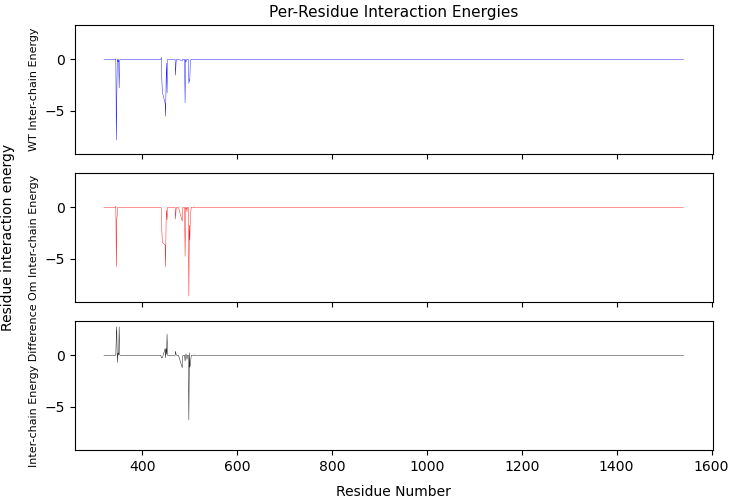 Per-Residue Interaction Energies
Residue interaction energy
WT Inter-chain Energy
0
−5
Om Inter-chain Energy
0
−5
Inter-chain Energy Difference
0
−5
400 600 800 1000 1200 1400 1600
Residue Number